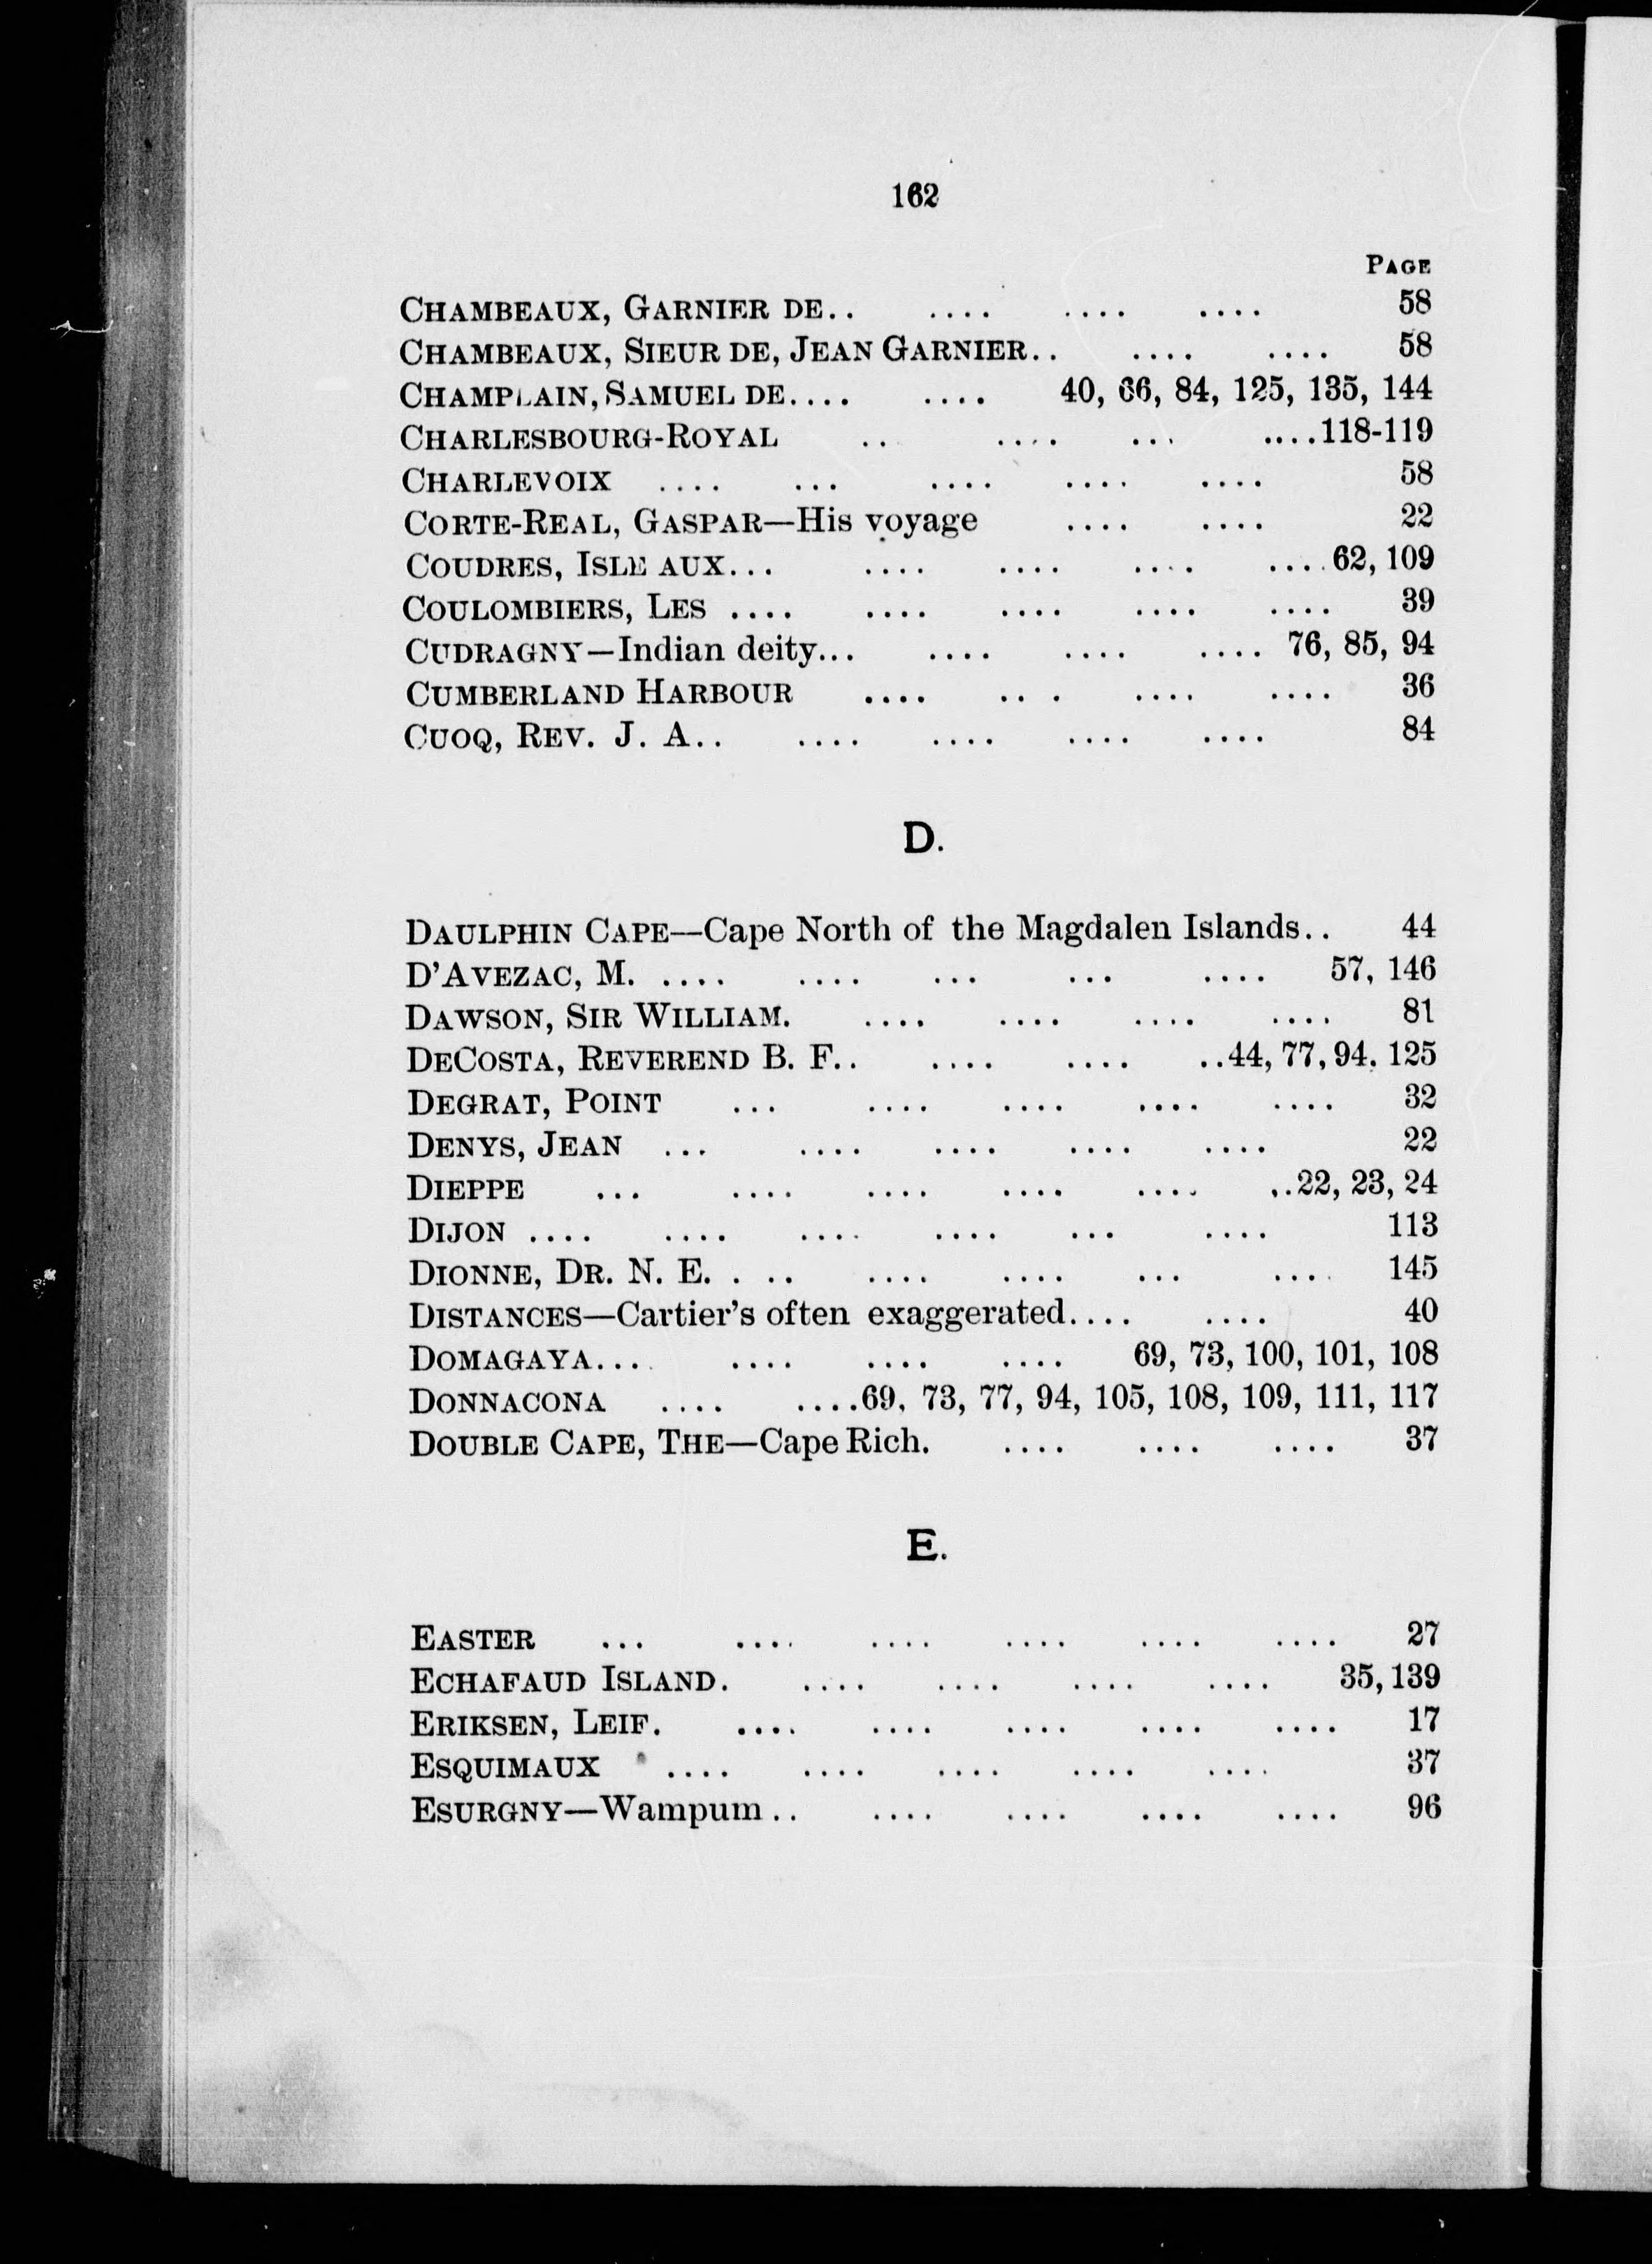 162
PAGE
CHAMBEAUX, GARNIER DE.. .... .... .... 58
CHAMBEAUX, SIEUR DE, JEAN GARNIER.. .... .... 58
CHAMPLAIN, SAMUEL DE.... .... 40, 66, 84, 125, 135, 144
CHARLESBOURG-ROYAL .. .... ... ....118-119
CHARLEVOIX .... ... .... .... .... 58
CORTE-REAL, GASPAR—His voyage .... .... 22
COUDRES, ISLE AUX... .... .... .... ....62, 109
COULOMBIERS, LES .... .... .... .... .... 39
CUDRAGNY—Indian deity... .... .... .... 76, 85, 94
CUMBERLAND HARBOUR .... ... .... .... 36
CUOQ, REV. J. A.. .... .... .... .... 84
D.
DAULPHIN CAPE—Cape North of the Magdalen Islands.. 44
D'AVEZAC, M. .... .... ... ... .... 57, 146
DAWSON, SIR WILLIAM. .... .... .... .... 81
DECOSTA, REVEREND B. F.. .... .... ..44, 77, 94. 125
DEGRAT, POINT ... .... .... .... .... 32
DENYS, JEAN ... .... .... .... .... 22
DIEPPE ... .... .... .... .... ..22, 23, 24
DIJON .... .... .... .... ... .... 113
DIONNE, DR. N. E. . .. .... .... ... .... 145
DISTANCES—Cartier's often exaggerated.... .... 40
DOMAGAYA.... .... .... .... 69, 73, 100, 101, 108
DONNACONA .... ....69, 73, 77, 94, 105, 108, 109, 111, 117
DOUBLE CAPE, THE—Cape Rich. .... .... .... 37
E.
EASTER ... .... .... .... .... .... 27
ECHAFAUD ISLAND. .... .... .... .... 35, 139
ERIKSEN, LEIF. .... .... .... .... .... 17
ESQUIMAUX .... .... .... .... .... 37
ESURGNY—Wampum.. .... .... .... .... 96